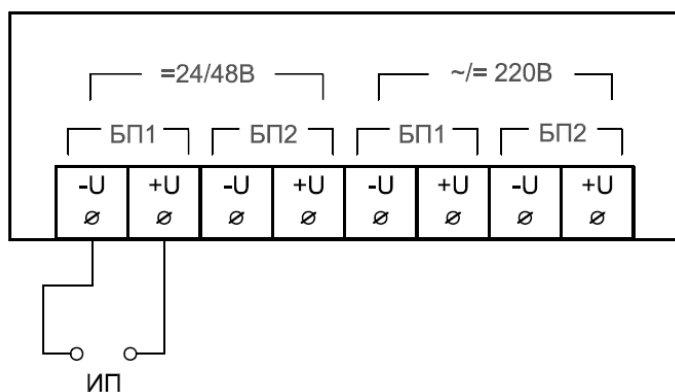 =24/48В ~/= 220В
БП1 БП2 БП1 БП2
-U +U -U +U -U +U -U +U
ИП